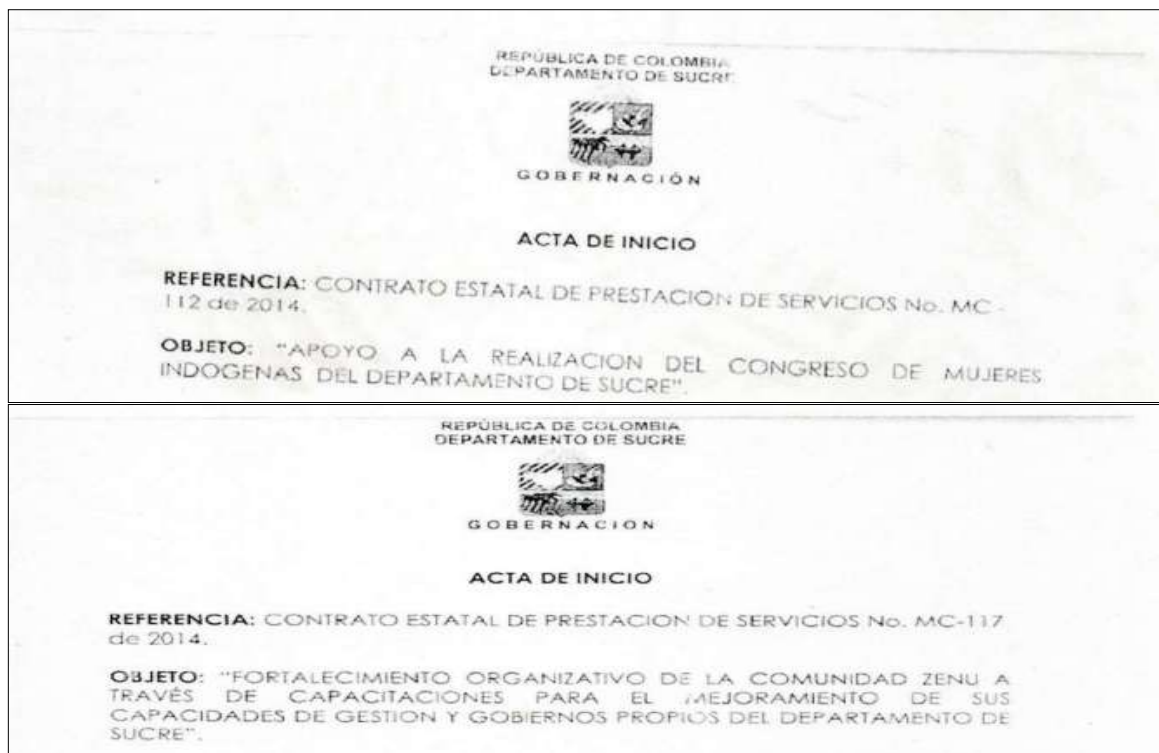 REPÚBLICA DE COLOMBIA
DEPARTAMENTO DE SUCRE
GOBERNACIÓN
ACTA DE INICIO
REFERENCIA: CONTRATO ESTATAL DE PRESTACION DE SERVICIOS No. MC -
112 de 2014.
OBJETO: "APOYO A LA REALIZACION DEL CONGRESO DE MUJERES
INDOGENAS DEL DEPARTAMENTO DE SUCRE".
REPÚBLICA DE COLOMBIA
DEPARTAMENTO DE SUCRE
GOBERNACION
ACTA DE INICIO
REFERENCIA: CONTRATO ESTATAL DE PRESTACION DE SERVICIOS No. MC-117
de 2014.
OBJETO: "FORTALECIMIENTO ORGANIZATIVO DE LA COMUNIDAD ZENU A
TRAVÉS DE CAPACITACIONES PARA EL MEJORAMIENTO DE SUS
CAPACIDADES DE GESTION Y GOBIERNOS PROPIOS DEL DEPARTAMENTO DE
SUCRE".